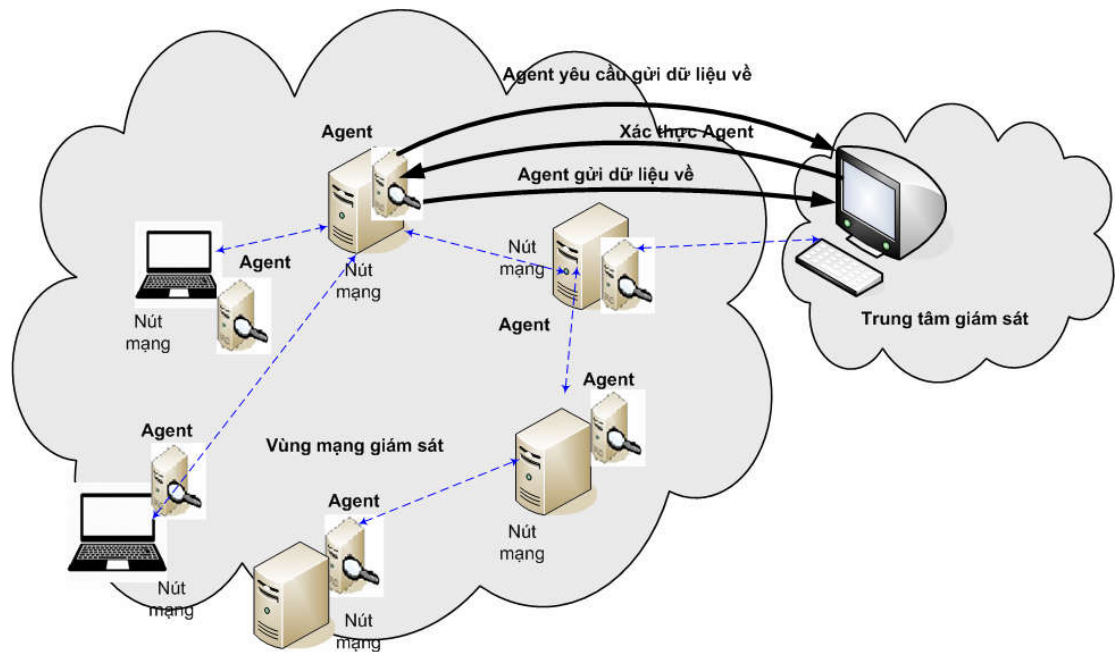 Agent yêu cầu gửi dữ liệu về
Agent
Xác thực Agent
Agent gửi dữ liệu về
Nút
mạng
Nút
mạng
Agent
Nút
mạng
Agent
Trung tâm giám sát
Agent
Agent
Vùng mạng giám sát
Agent
Nút
mạng
Nút
mạng
Nút
mạng